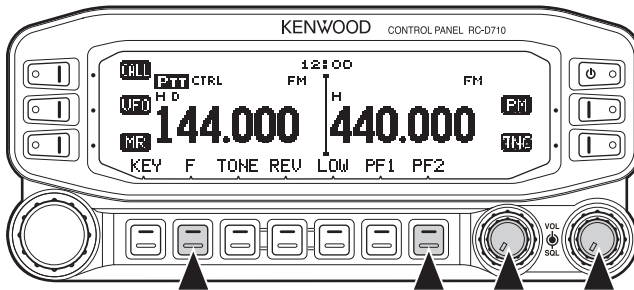 KENWOOD CONTROL PANEL RC-D710
CALL 12:00
PTT CTRL FM FM
VFO H D H PM
MR 144.000 440.000 TNC
KEY F TONE REV LOW PF1 PF2
VOL
SQL